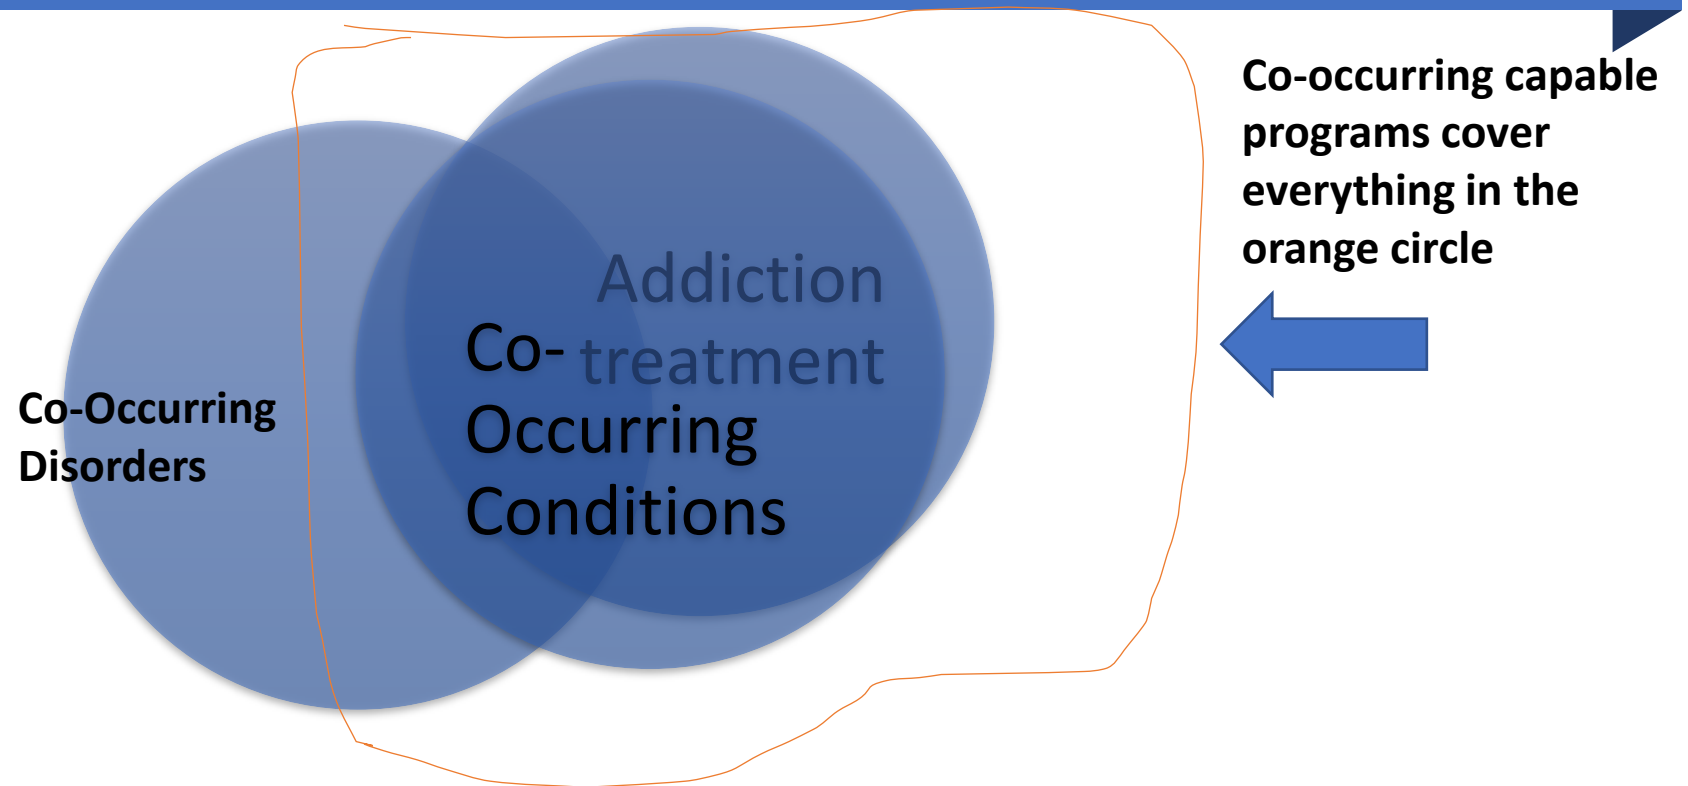 Co-occurring capable
programs cover
everything in the
orange circle
Addiction
treatment
Co-
Occurring
Conditions
Co-Occurring
Disorders